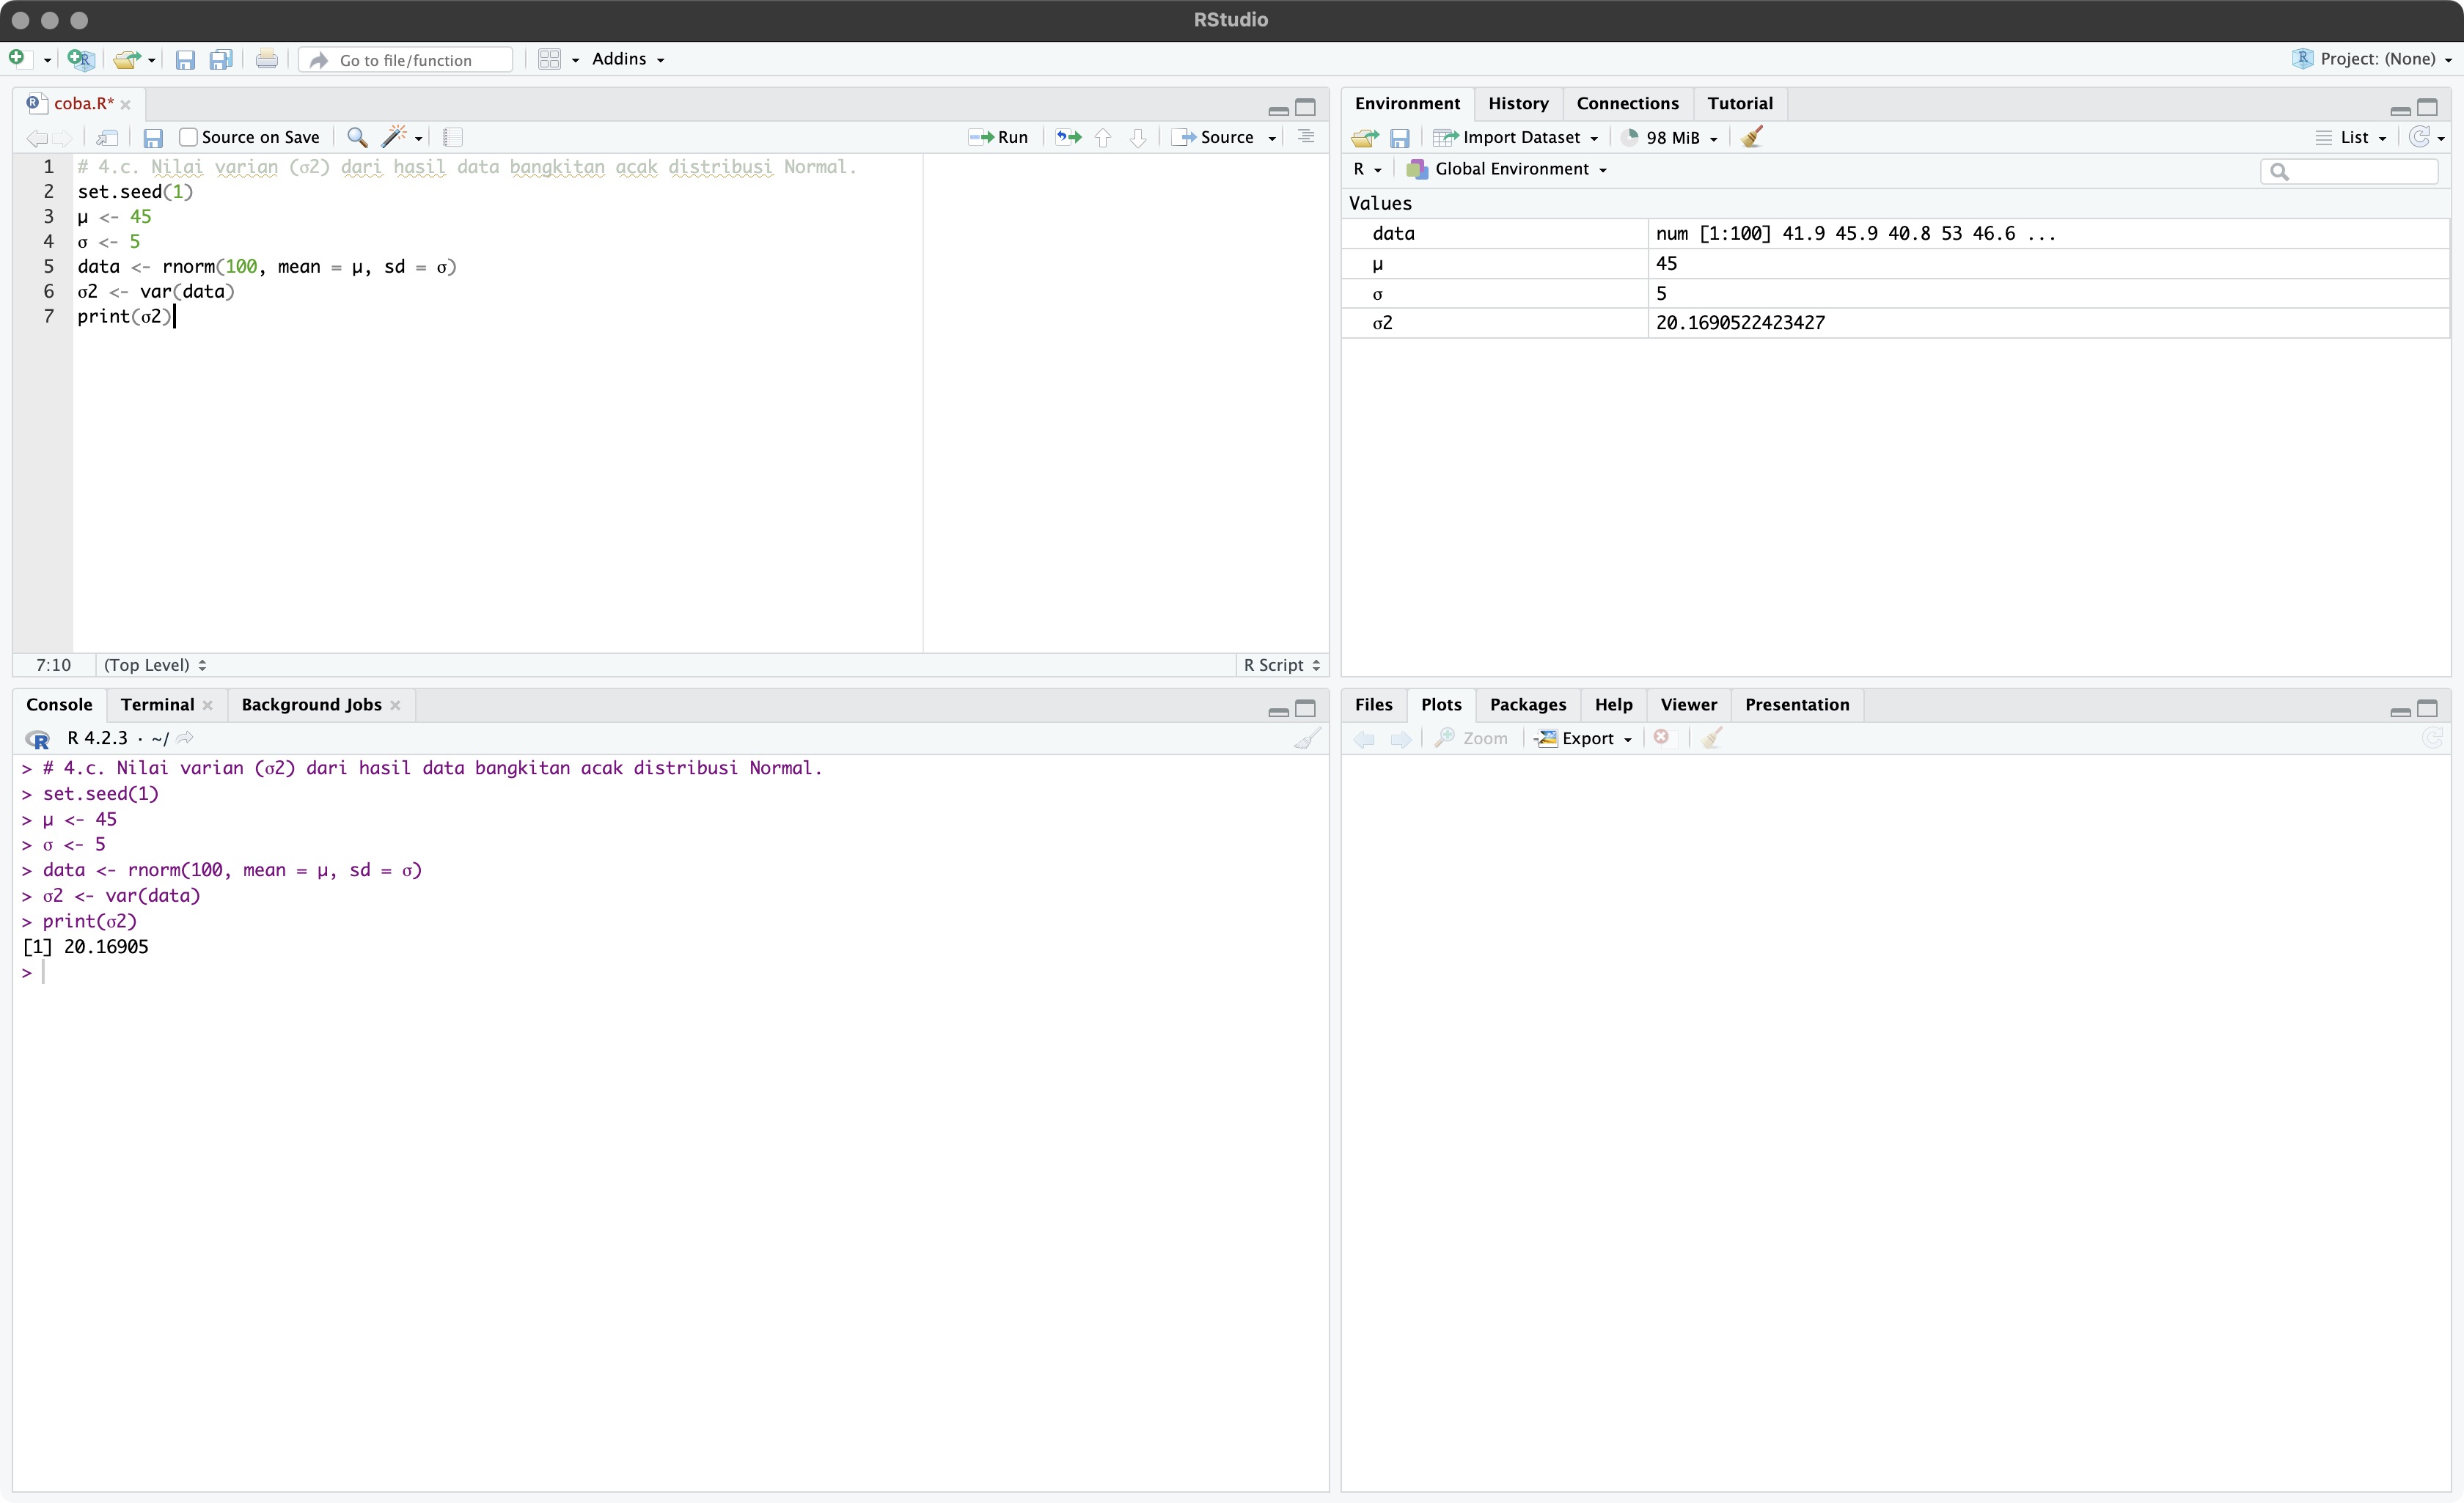 RStudio
Go to file/function
Addins
Project: (None)
coba.R*
Source on Save
Run
Source
1 # 4.c. Nilai varian (σ2) dari hasil data bangkitan acak distribusi Normal.
2 set.seed(1)
3 μ <- 45
4 σ <- 5
5 data <- rnorm(100, mean = μ, sd = σ)
6 σ2 <- var(data)
7 print(σ2)
7:10 (Top Level) R Script
Environment History Connections Tutorial
Import Dataset 98 MiB List
R Global Environment
Values
data num [1:100] 41.9 45.9 40.8 53 46.6 ...
μ 45
σ 5
σ2 20.1690522423427
Console Terminal Background Jobs
R 4.2.3 · ~/
> # 4.c. Nilai varian (σ2) dari hasil data bangkitan acak distribusi Normal.
> set.seed(1)
> μ <- 45
> σ <- 5
> data <- rnorm(100, mean = μ, sd = σ)
> σ2 <- var(data)
> print(σ2)
[1] 20.16905
>
Files Plots Packages Help Viewer Presentation
Zoom Export